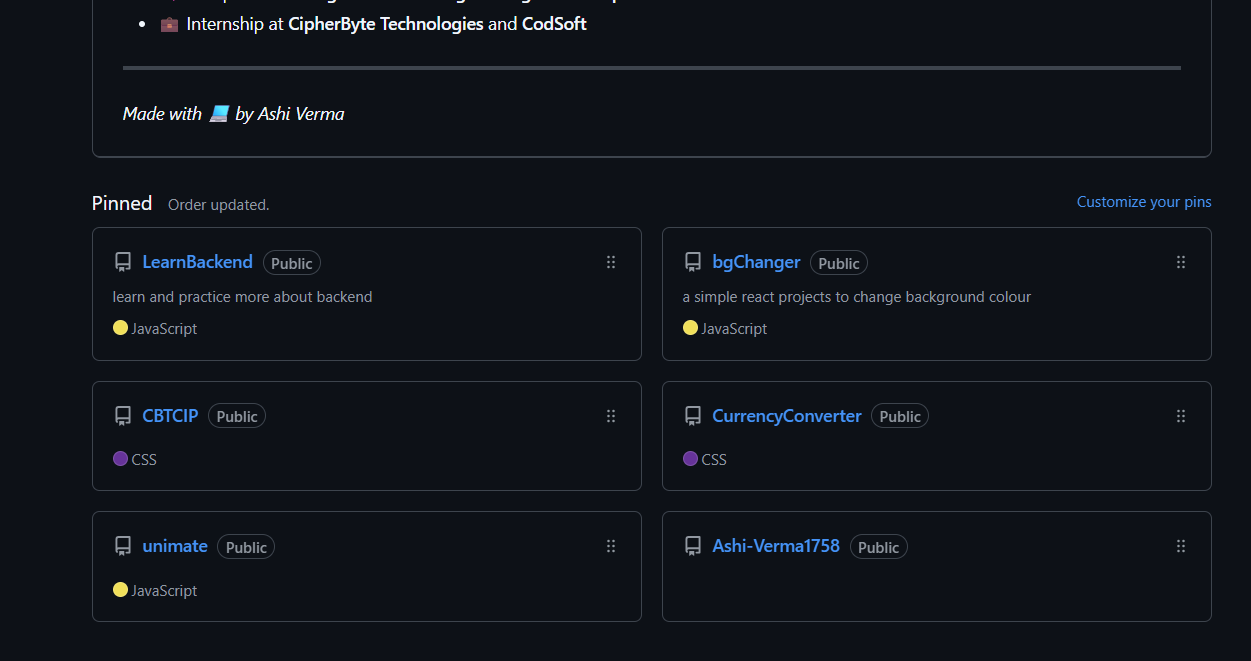 Internship at CipherByte Technologies and CodSoft
Made with 💻 by Ashi Verma
Pinned Order updated. Customize your pins
LearnBackend Public
learn and practice more about backend
JavaScript
bgChanger Public
a simple react projects to change background colour
JavaScript
CBTCIP Public
CSS
CurrencyConverter Public
CSS
unimate Public
JavaScript
Ashi-Verma1758 Public